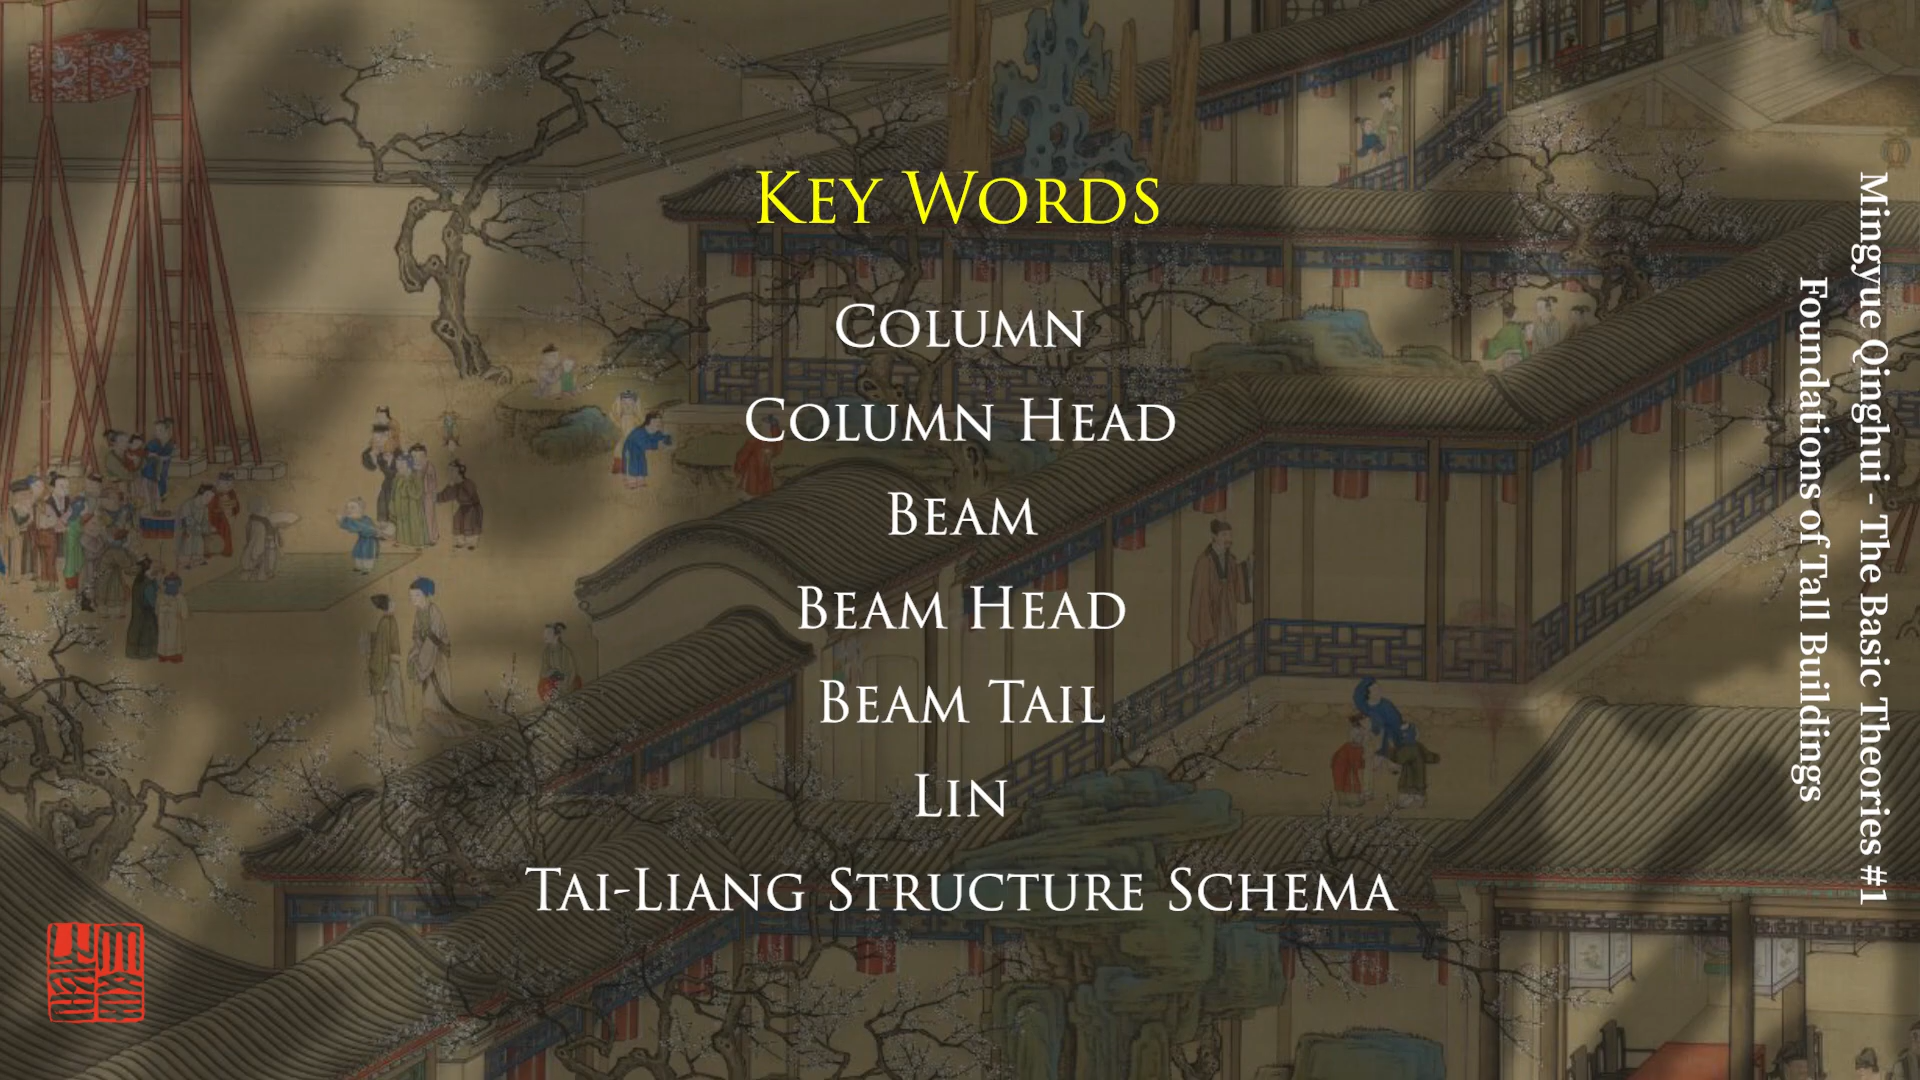 Key Words
Column
Column Head
Beam
Beam Head
Beam Tail
Lin
Tai-Liang Structure Schema
Mingyue Qinghui - The Basic Theories #1
Foundations of Tall Buildings